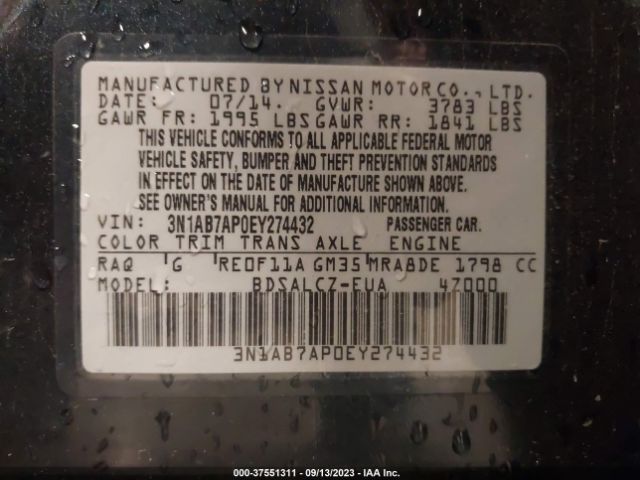 MANUFACTURED BY NISSAN MOTOR CO., LTD.
DATE: 07/14. GVWR: 3783 LBS
GAWR FR: 1995 LBS GAWR RR: 1841 LBS
THIS VEHICLE CONFORMS TO ALL APPLICABLE FEDERAL MOTOR
VEHICLE SAFETY, BUMPER AND THEFT PREVENTION STANDARDS
IN EFFECT ON THE DATE OF MANUFACTURE SHOWN ABOVE.
SEE OWNER'S MANUAL FOR ADDITIONAL INFORMATION.
VIN: 3N1AB7AP0EY274432 PASSENGER CAR.
COLOR TRIM TRANS AXLE ENGINE
RAQ G RE0F11A GM35 MRA8DE 1798 CC
MODEL: BDSALCZ-EUA 47000
3N1AB7AP0EY274432
000-37551311 - 09/13/2023 - IAA Inc.